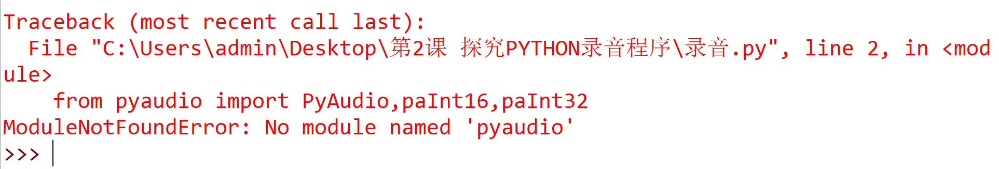 Traceback (most recent call last):
  File "C:\Users\admin\Desktop\第2课 探究PYTHON录音程序\录音.py", line 2, in <mod
ule>
    from pyaudio import PyAudio,paInt16,paInt32
ModuleNotFoundError: No module named 'pyaudio'
>>>